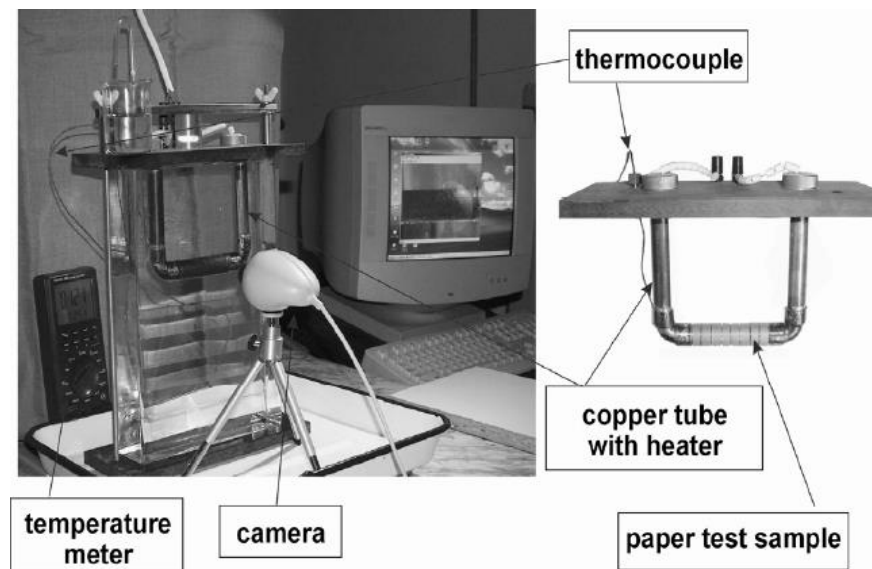 thermocouple
copper tube
with heater
temperature
meter
camera
paper test sample